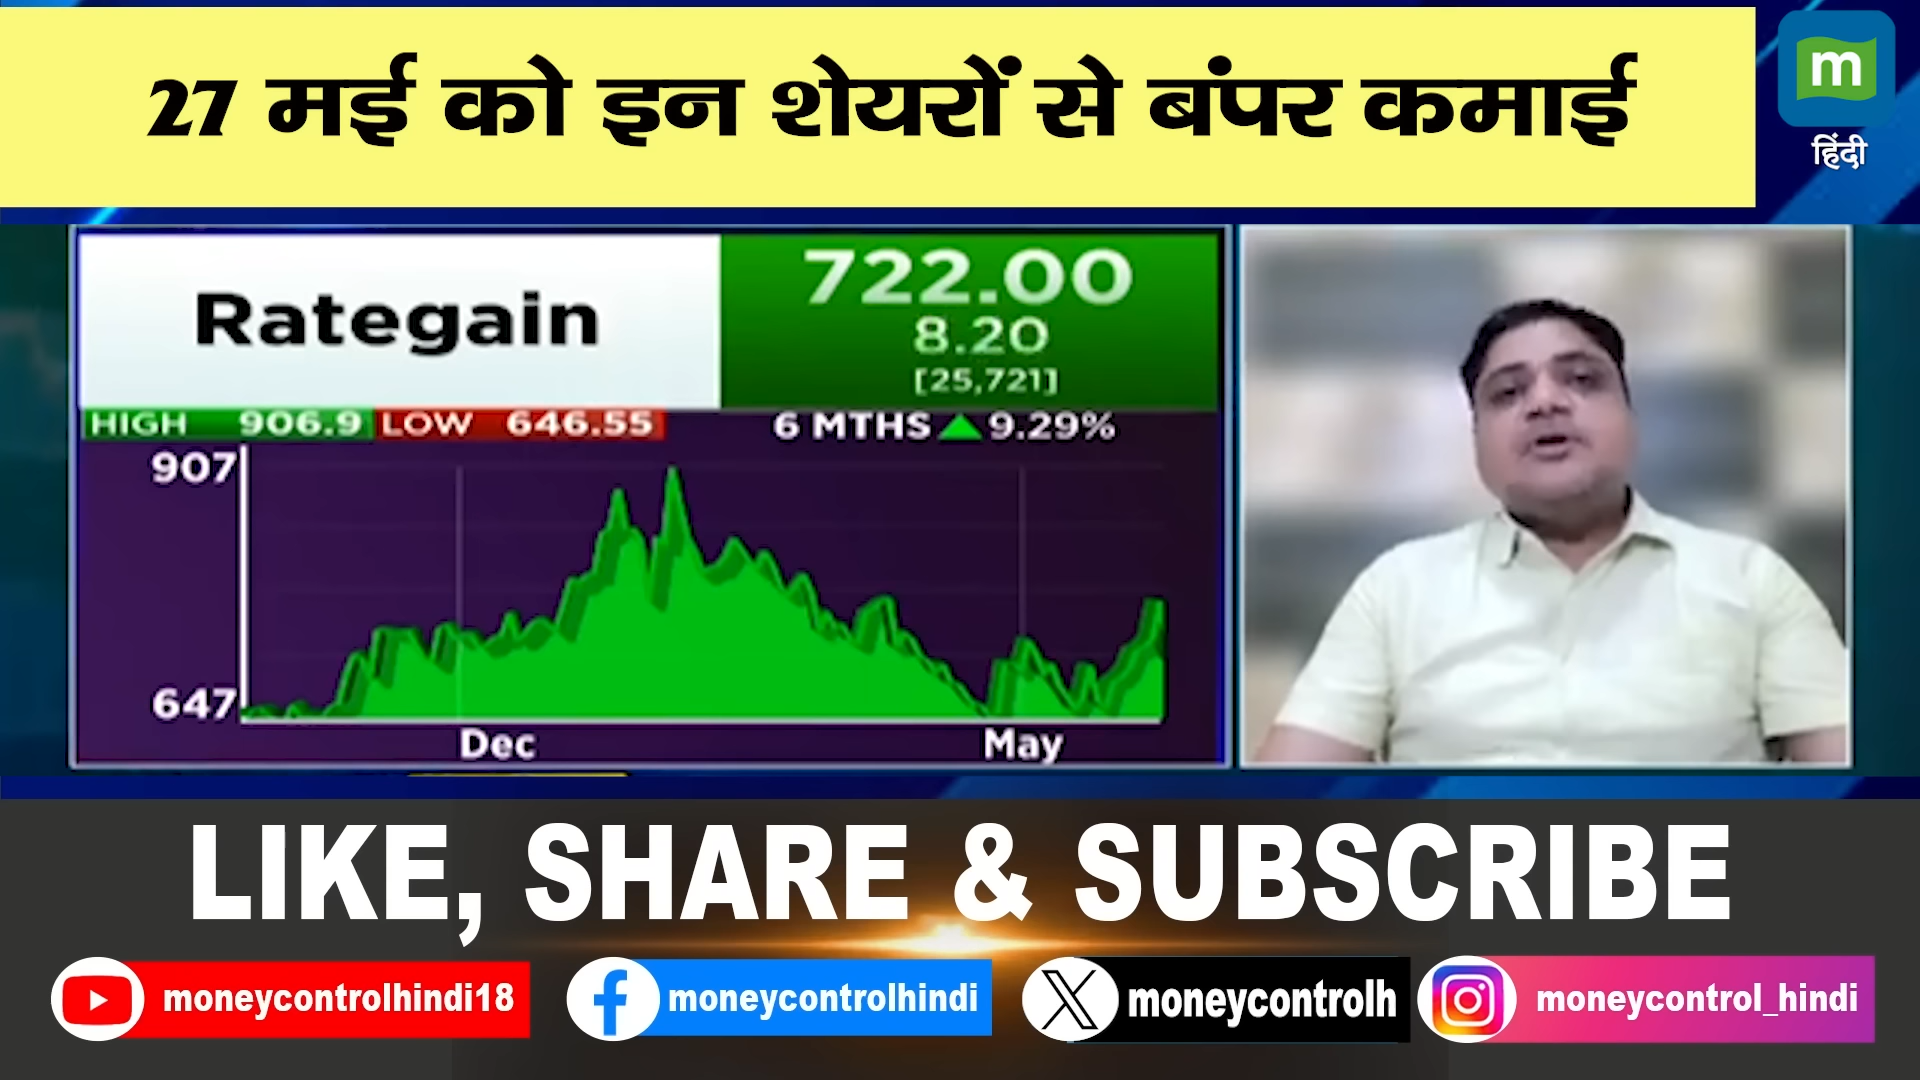 27 मई को इन शेयरों से बंपर कमाई
m
हिंदी
Rategain
722.00
8.20
[25,721]
HIGH 906.9 LOW 646.55
6 MTHS ▲ 9.29%
907
647
Dec May
LIKE, SHARE & SUBSCRIBE
moneycontrolhindi18
moneycontrolhindi
moneycontrolh
moneycontrol_hindi